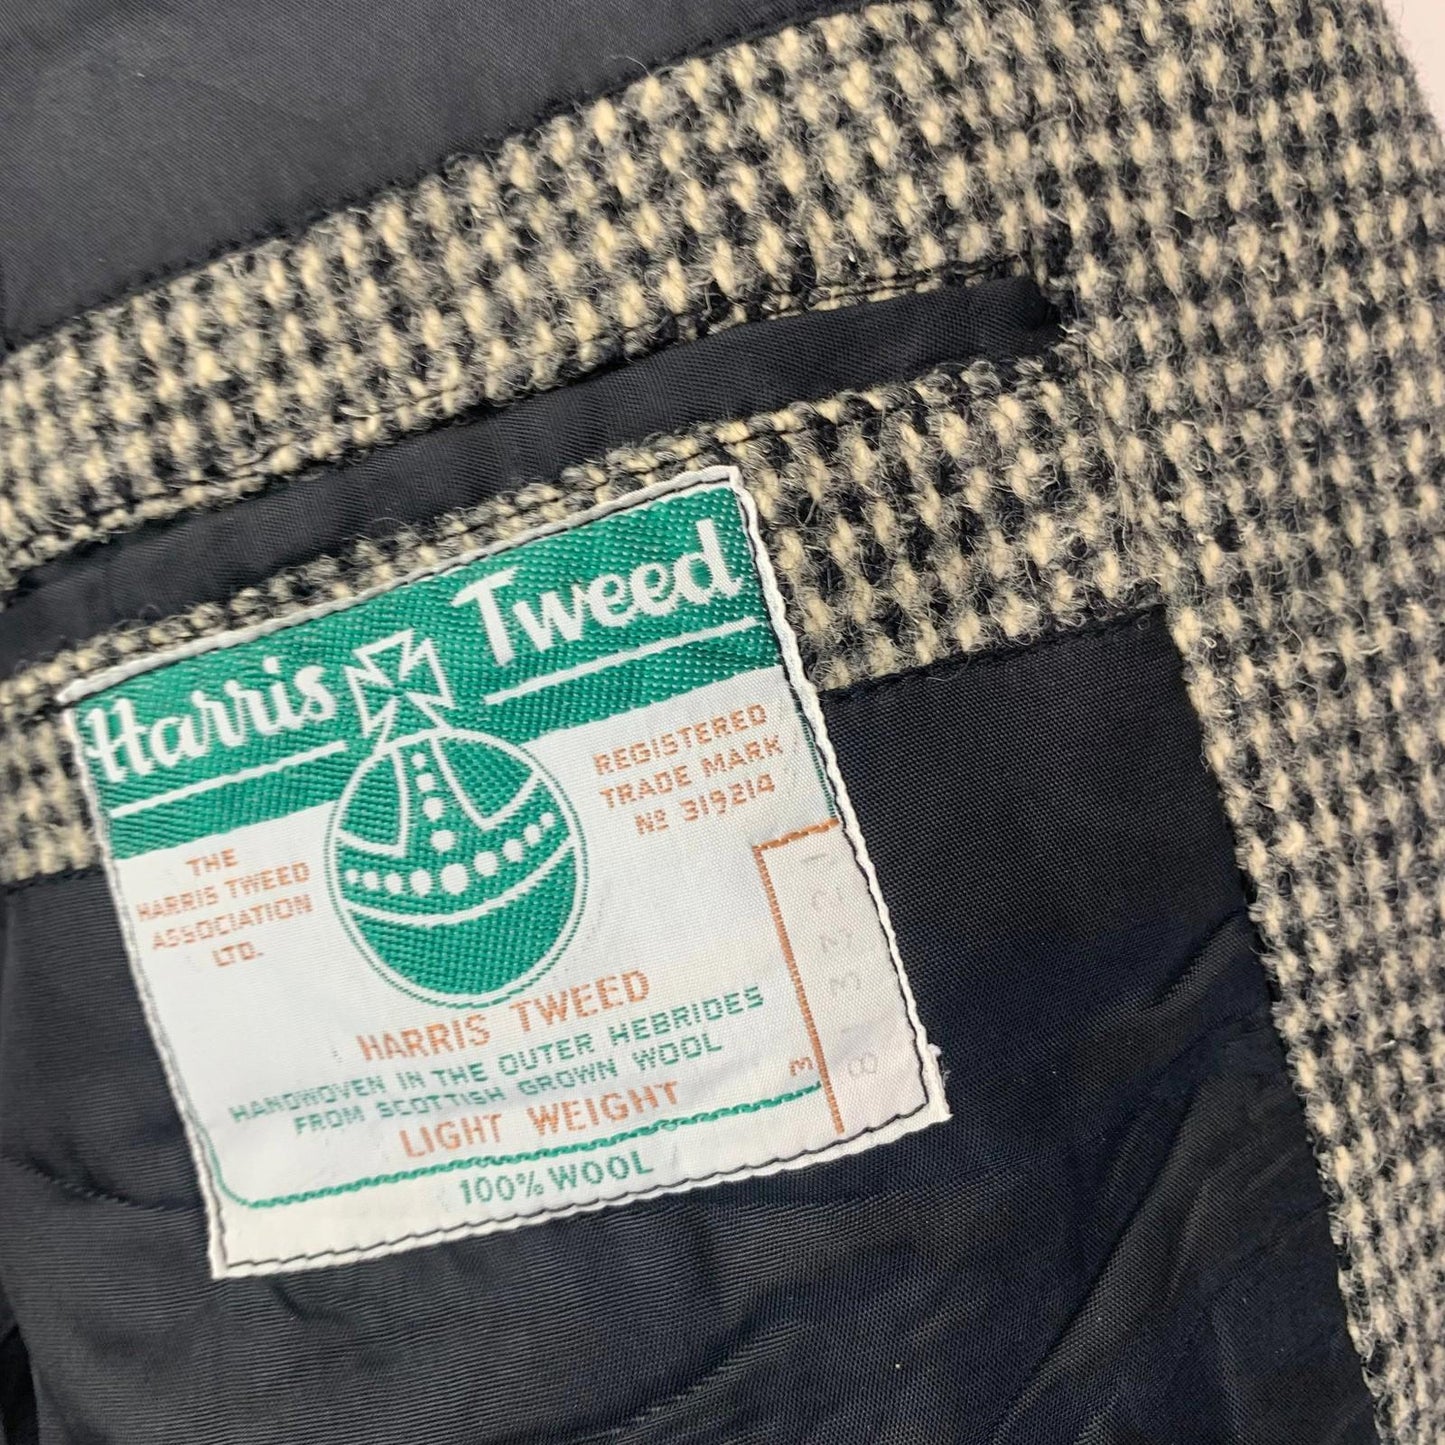 Harris Tweed
REGISTERED
TRADE MARK
Nº 319214
THE
HARRIS TWEED
ASSOCIATION
LTD.
HARRIS TWEED
HANDWOVEN IN THE OUTER HEBRIDES
FROM SCOTTISH GROWN WOOL
LIGHT WEIGHT
100% WOOL
M